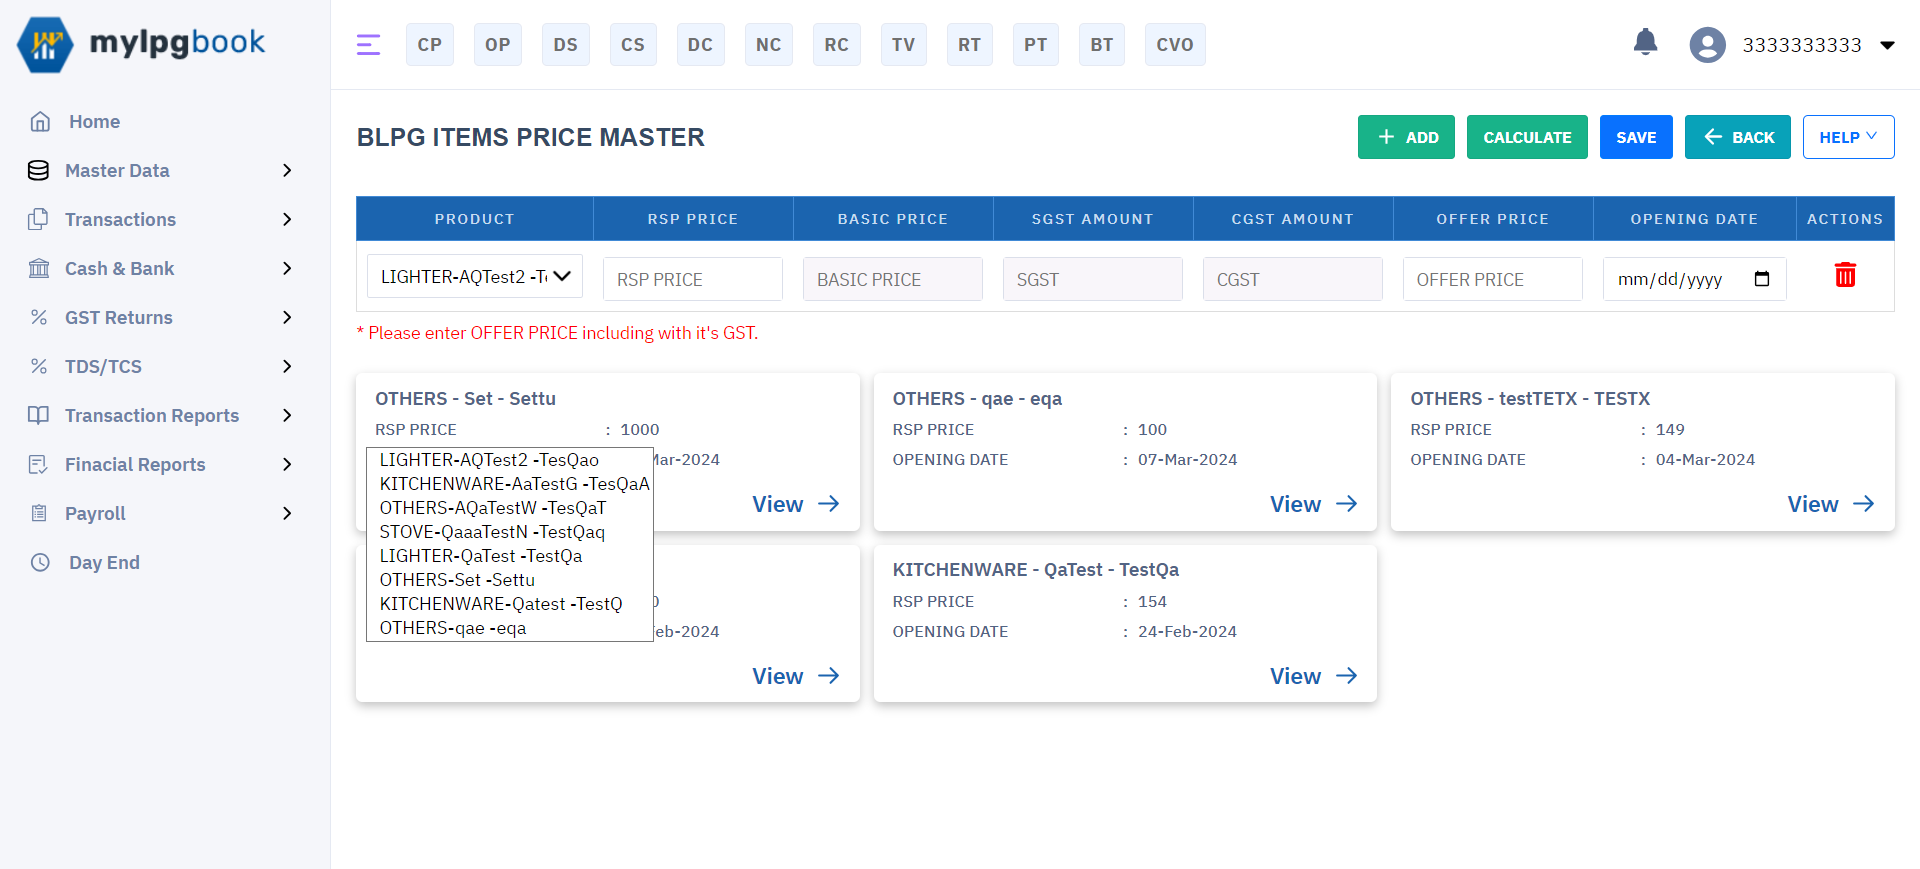 mylpgbook
CP OP DS CS DC NC RC TV RT PT BT CVO
3333333333
Home
Master Data
Transactions
Cash & Bank
GST Returns
TDS/TCS
Transaction Reports
Finacial Reports
Payroll
Day End
BLPG ITEMS PRICE MASTER
ADD CALCULATE SAVE BACK HELP
PRODUCT RSP PRICE BASIC PRICE SGST AMOUNT CGST AMOUNT OFFER PRICE OPENING DATE ACTIONS
LIGHTER-AQTest2 -T RSP PRICE BASIC PRICE SGST CGST OFFER PRICE mm/dd/yyyy
* Please enter OFFER PRICE including with it's GST.
OTHERS - Set - Settu
RSP PRICE : 1000
Mar-2024
View
LIGHTER-AQTest2 -TesQao
KITCHENWARE-AaTestG -TesQaA
OTHERS-AQaTestW -TesQaT
STOVE-QaaaTestN -TestQaq
LIGHTER-QaTest -TestQa
OTHERS-Set -Settu
KITCHENWARE-Qatest -TestQ
OTHERS-qae -eqa
OTHERS - qae - eqa
RSP PRICE : 100
OPENING DATE : 07-Mar-2024
View
OTHERS - testTETX - TESTX
RSP PRICE : 149
OPENING DATE : 04-Mar-2024
View
0
Feb-2024
View
KITCHENWARE - QaTest - TestQa
RSP PRICE : 154
OPENING DATE : 24-Feb-2024
View